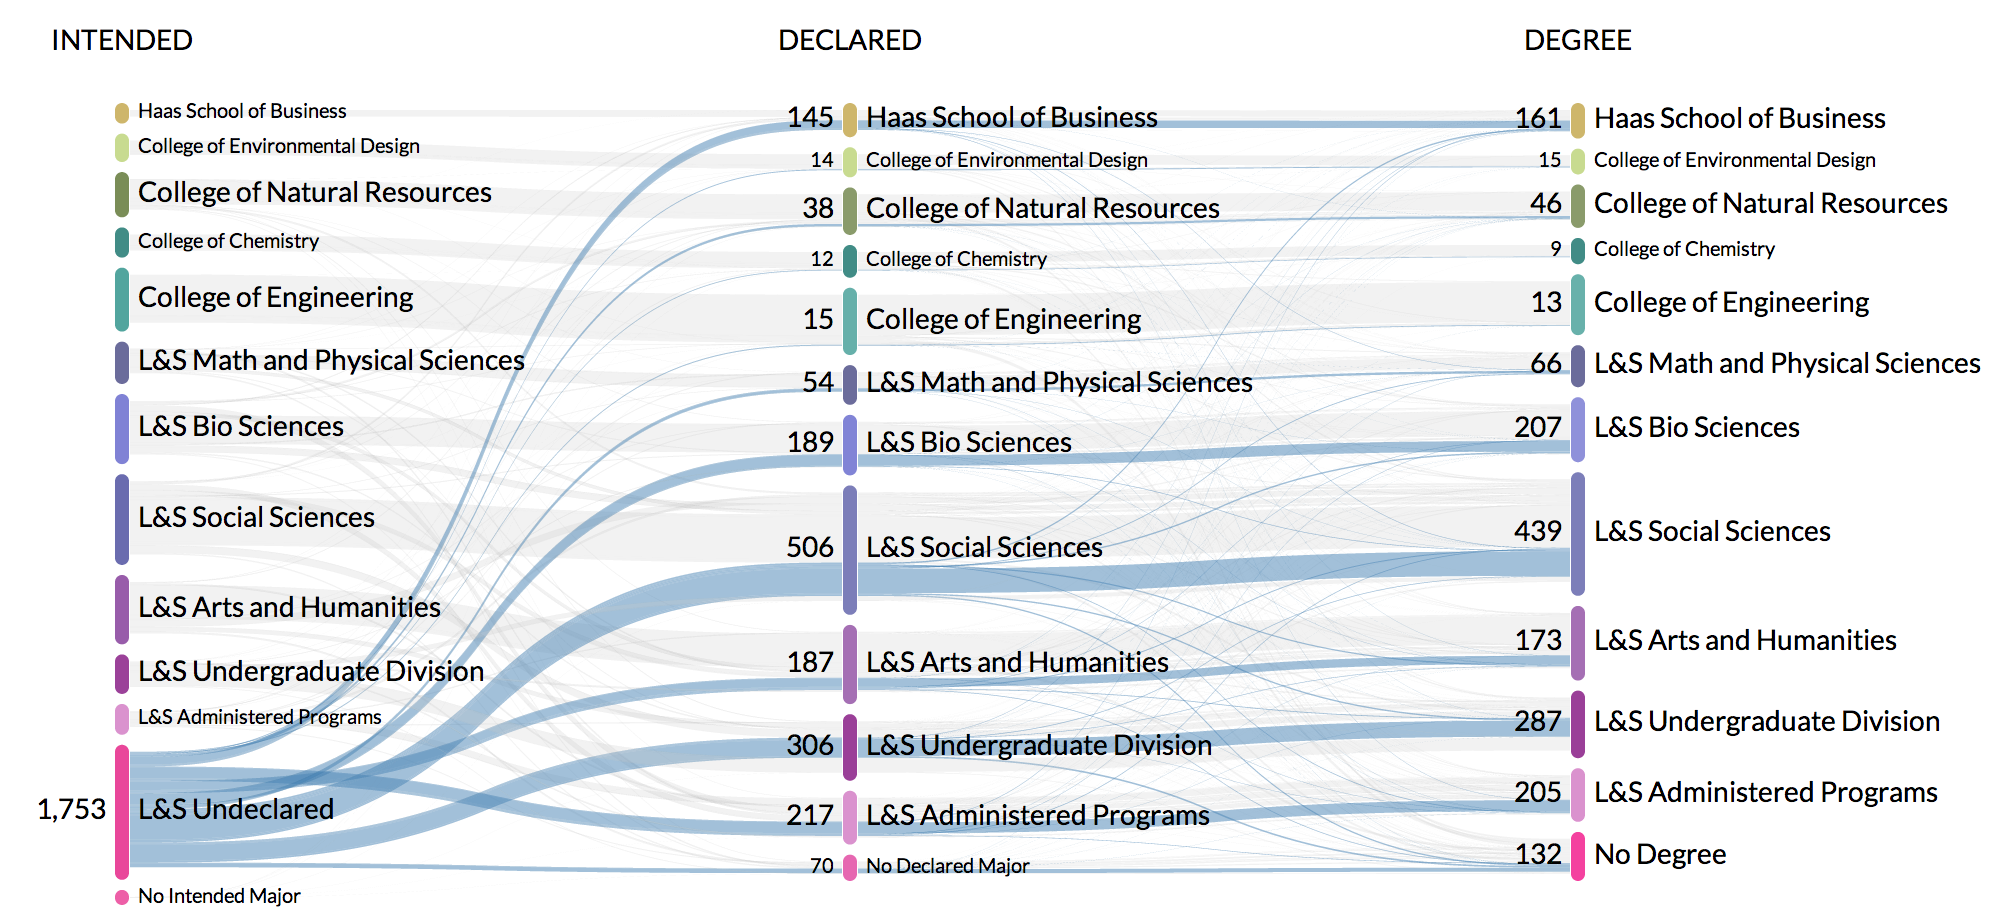 INTENDED
DECLARED
DEGREE
Haas School of Business
College of Environmental Design
College of Natural Resources
College of Chemistry
College of Engineering
L&S Math and Physical Sciences
L&S Bio Sciences
L&S Social Sciences
L&S Arts and Humanities
L&S Undergraduate Division
L&S Administered Programs
1,753 L&S Undeclared
No Intended Major
145 Haas School of Business
14 College of Environmental Design
38 College of Natural Resources
12 College of Chemistry
15 College of Engineering
54 L&S Math and Physical Sciences
189 L&S Bio Sciences
506 L&S Social Sciences
187 L&S Arts and Humanities
306 L&S Undergraduate Division
217 L&S Administered Programs
70 No Declared Major
161 Haas School of Business
15 College of Environmental Design
46 College of Natural Resources
9 College of Chemistry
13 College of Engineering
66 L&S Math and Physical Sciences
207 L&S Bio Sciences
439 L&S Social Sciences
173 L&S Arts and Humanities
287 L&S Undergraduate Division
205 L&S Administered Programs
132 No Degree